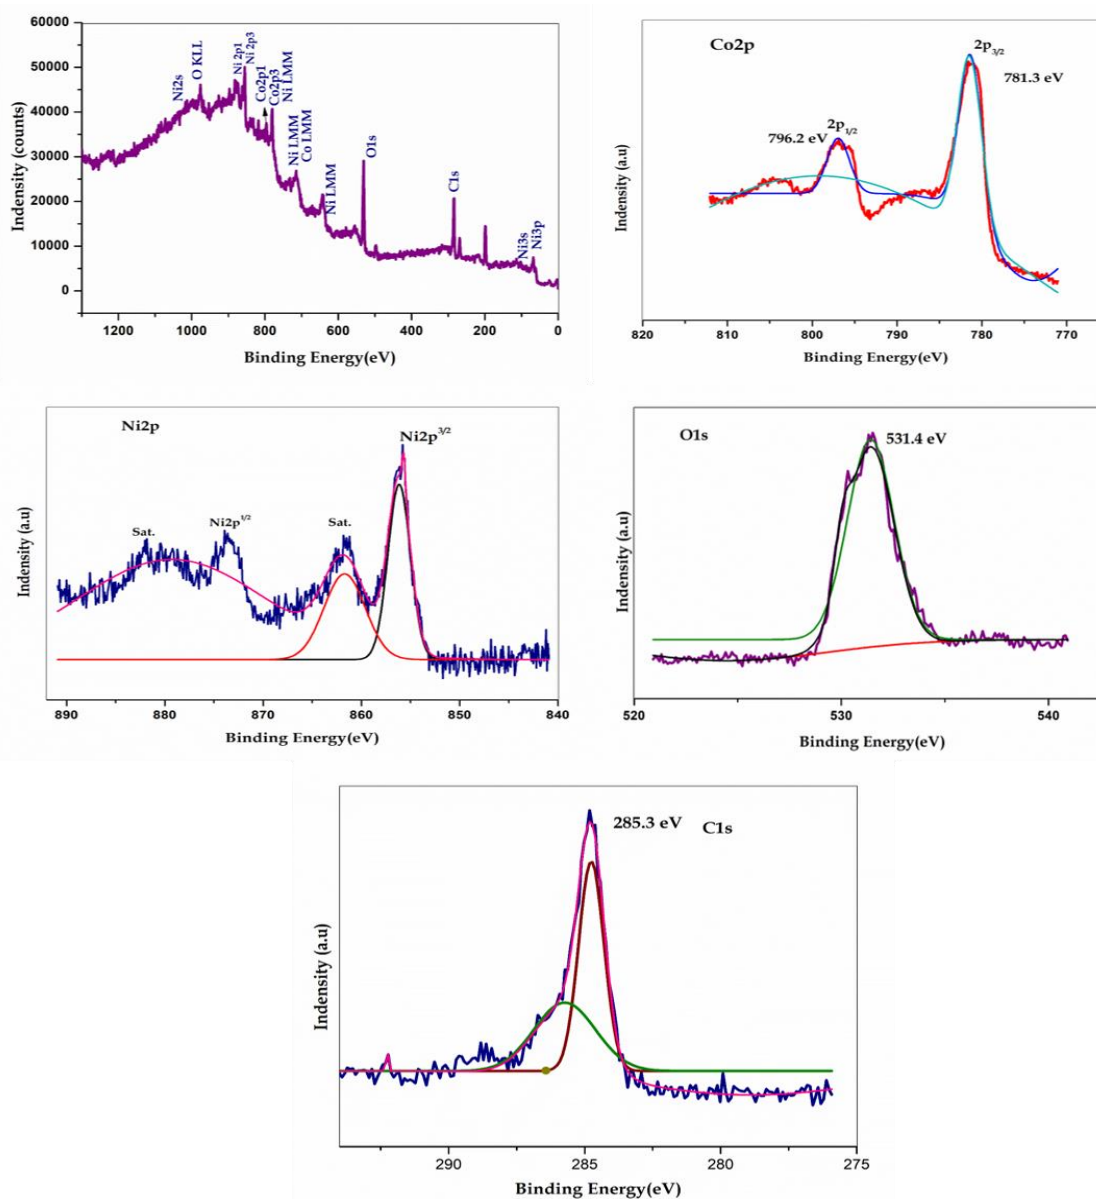 60000
50000
40000
30000
20000
10000
0
Indensity (counts)
Ni2s
O KLL
Ni 2p1
Ni 2p3
Co2p1
Co2p3
Ni LMM
Ni LMM
Co LMM
Ni LMM
O1s
C1s
Ni3s
Ni3p
1200 1000 800 600 400 200 0
Binding Energy(eV)
Co2p
2p3/2
781.3 eV
2p1/2
796.2 eV
Indensity (a.u)
820 810 800 790 780 770
Binding Energy(eV)
Ni2p
Ni2p3/2
Sat.
Ni2p1/2
Sat.
Indensity (a.u)
890 880 870 860 850 840
Binding Energy(eV)
O1s
531.4 eV
Indensity (a.u)
520 530 540
Binding Energy(eV)
285.3 eV C1s
Indensity (a.u)
290 285 280 275
Binding Energy(eV)